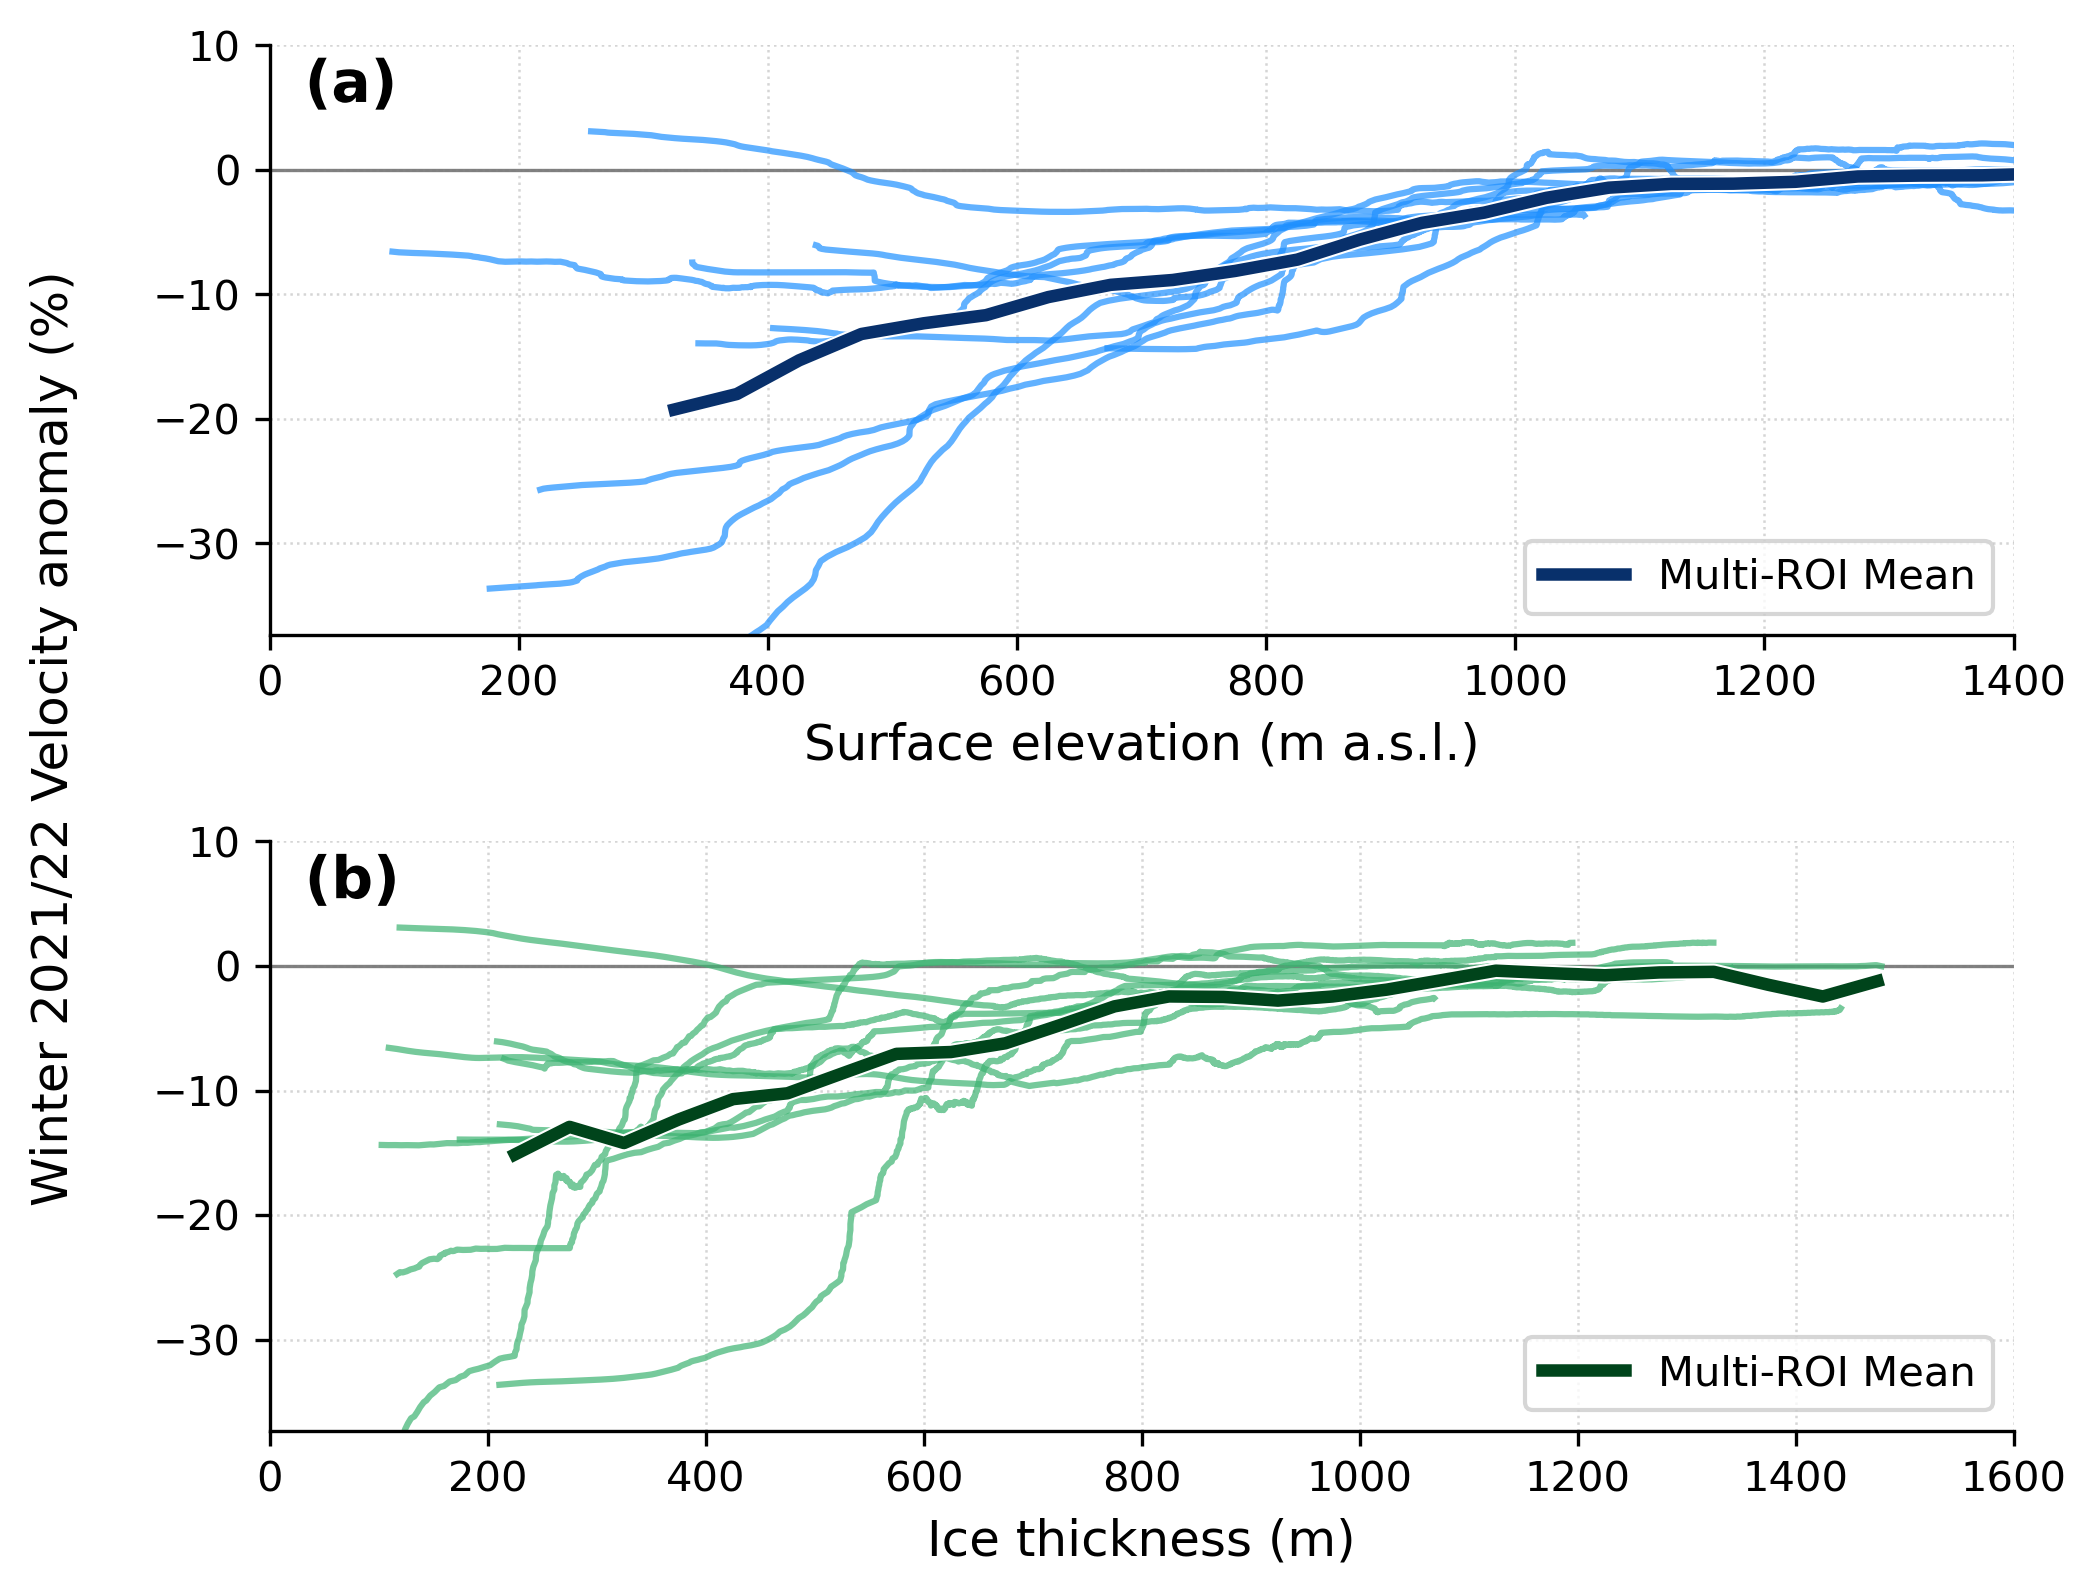 Winter 2021/22 Velocity anomaly (%)
(a)
10
0
−10
−20
−30
Multi-ROI Mean
0 200 400 600 800 1000 1200 1400
Surface elevation (m a.s.l.)
(b)
10
0
−10
−20
−30
Multi-ROI Mean
0 200 400 600 800 1000 1200 1400 1600
Ice thickness (m)